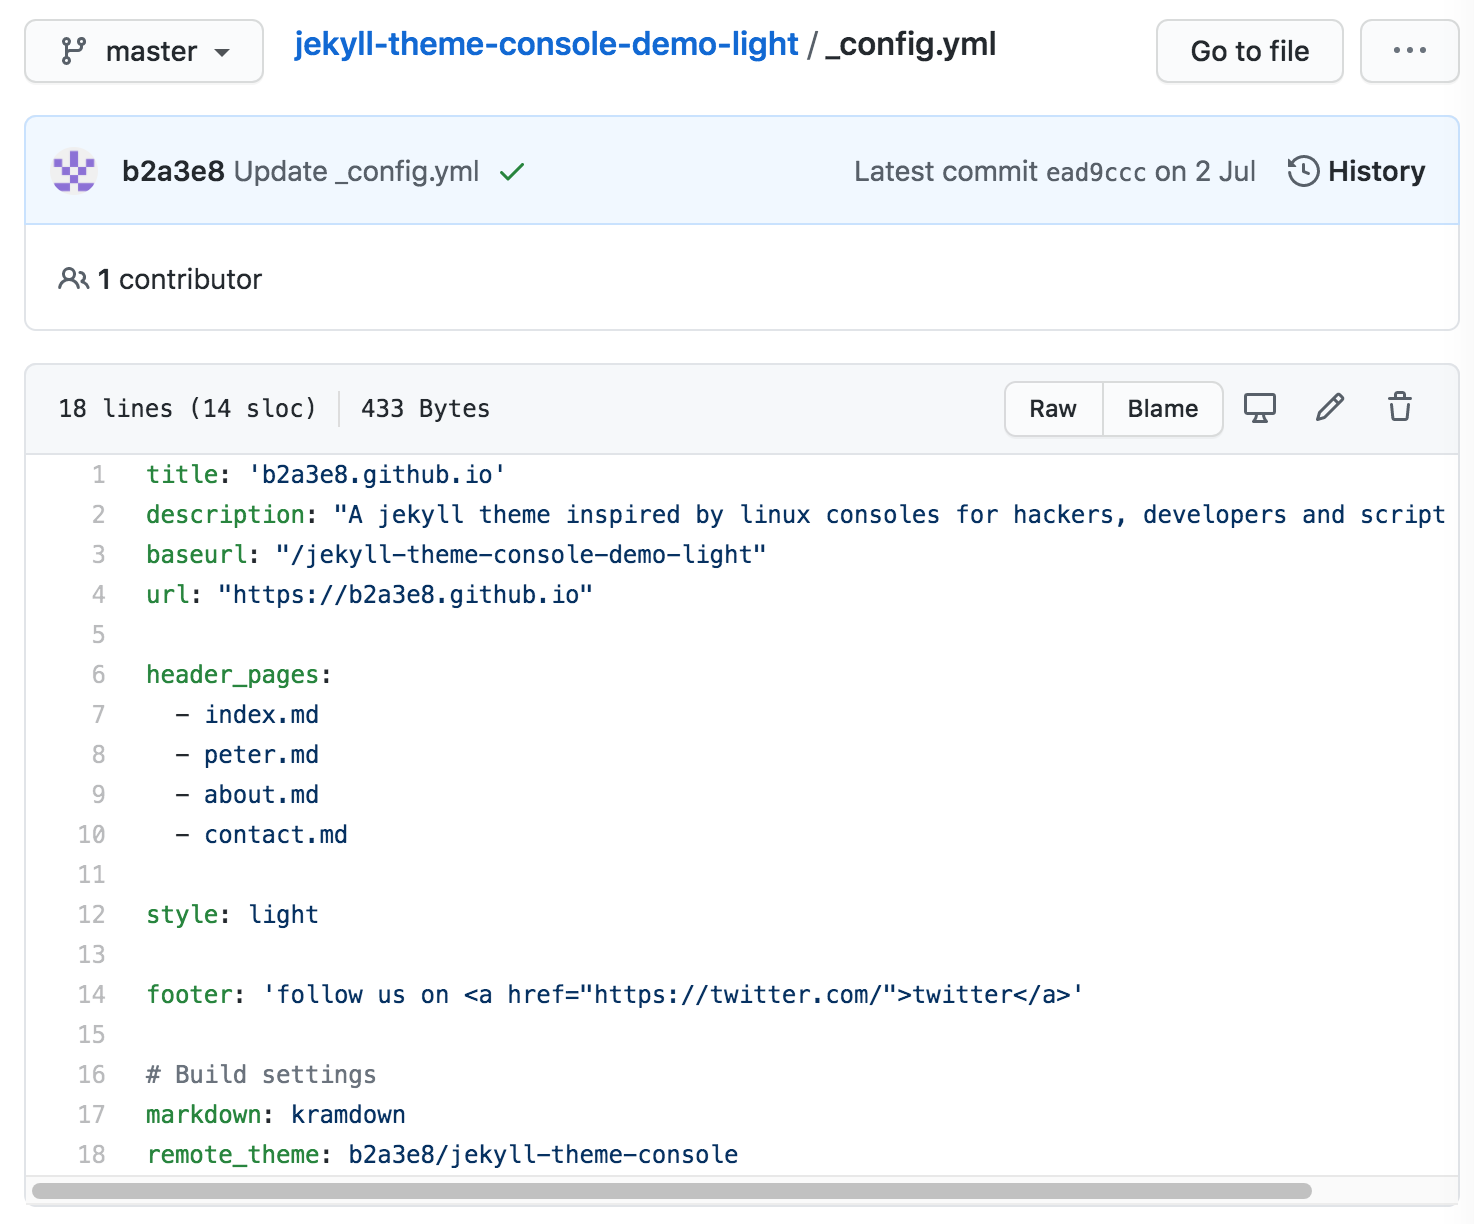 master
jekyll-theme-console-demo-light / _config.yml
Go to file
b2a3e8 Update _config.yml
Latest commit ead9ccc on 2 Jul
History
1 contributor
18 lines (14 sloc) 433 Bytes
Raw
Blame
1 title: 'b2a3e8.github.io'
2 description: "A jekyll theme inspired by linux consoles for hackers, developers and script
3 baseurl: "/jekyll-theme-console-demo-light"
4 url: "https://b2a3e8.github.io"
5
6 header_pages:
7   - index.md
8   - peter.md
9   - about.md
10   - contact.md
11
12 style: light
13
14 footer: 'follow us on <a href="https://twitter.com/">twitter</a>'
15
16 # Build settings
17 markdown: kramdown
18 remote_theme: b2a3e8/jekyll-theme-console